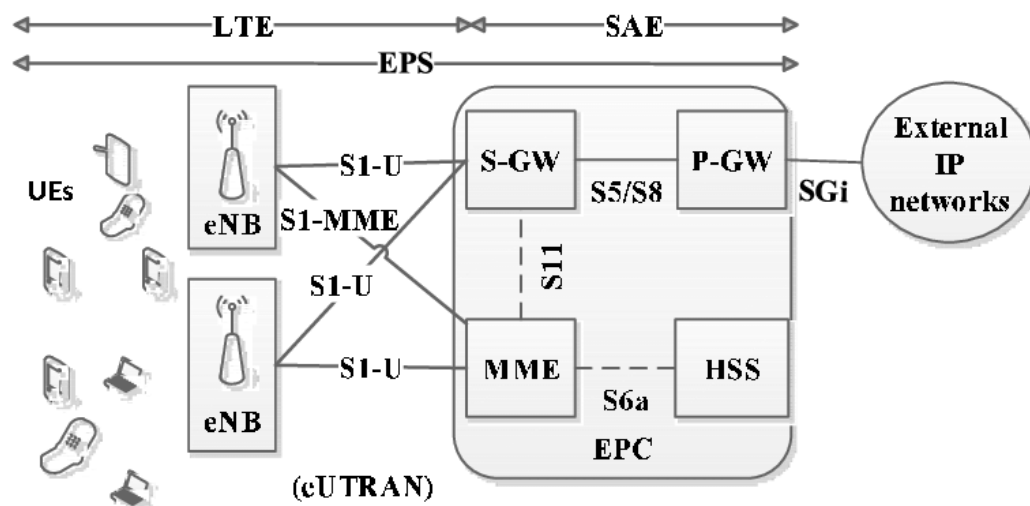 LTE
SAE
EPS
UEs
eNB
eNB
S1-U
S1-MME
S1-U
S1-U
S-GW
S5/S8
P-GW
SGi
External
IP
networks
S11
MME
S6a
HSS
EPC
(eUTRAN)